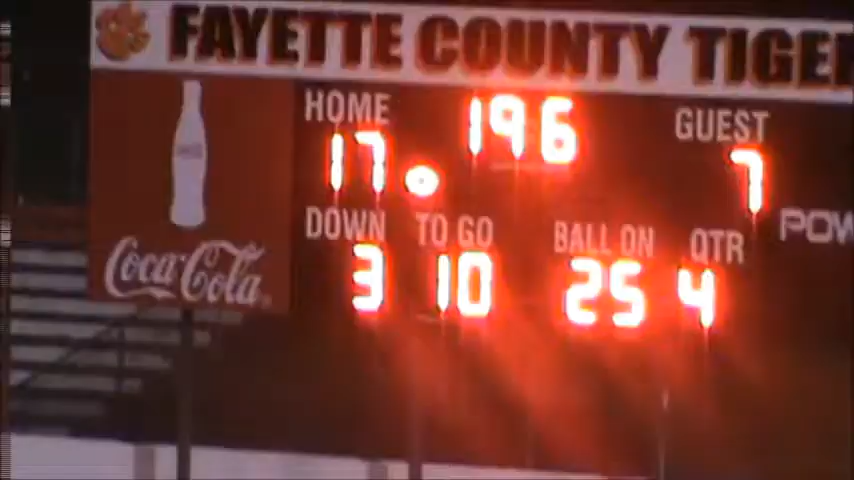 FAYETTE COUNTY TIGER
HOME 196 GUEST
17 7
DOWN TO GO BALL ON QTR POW
3 10 25 4
Coca-Cola